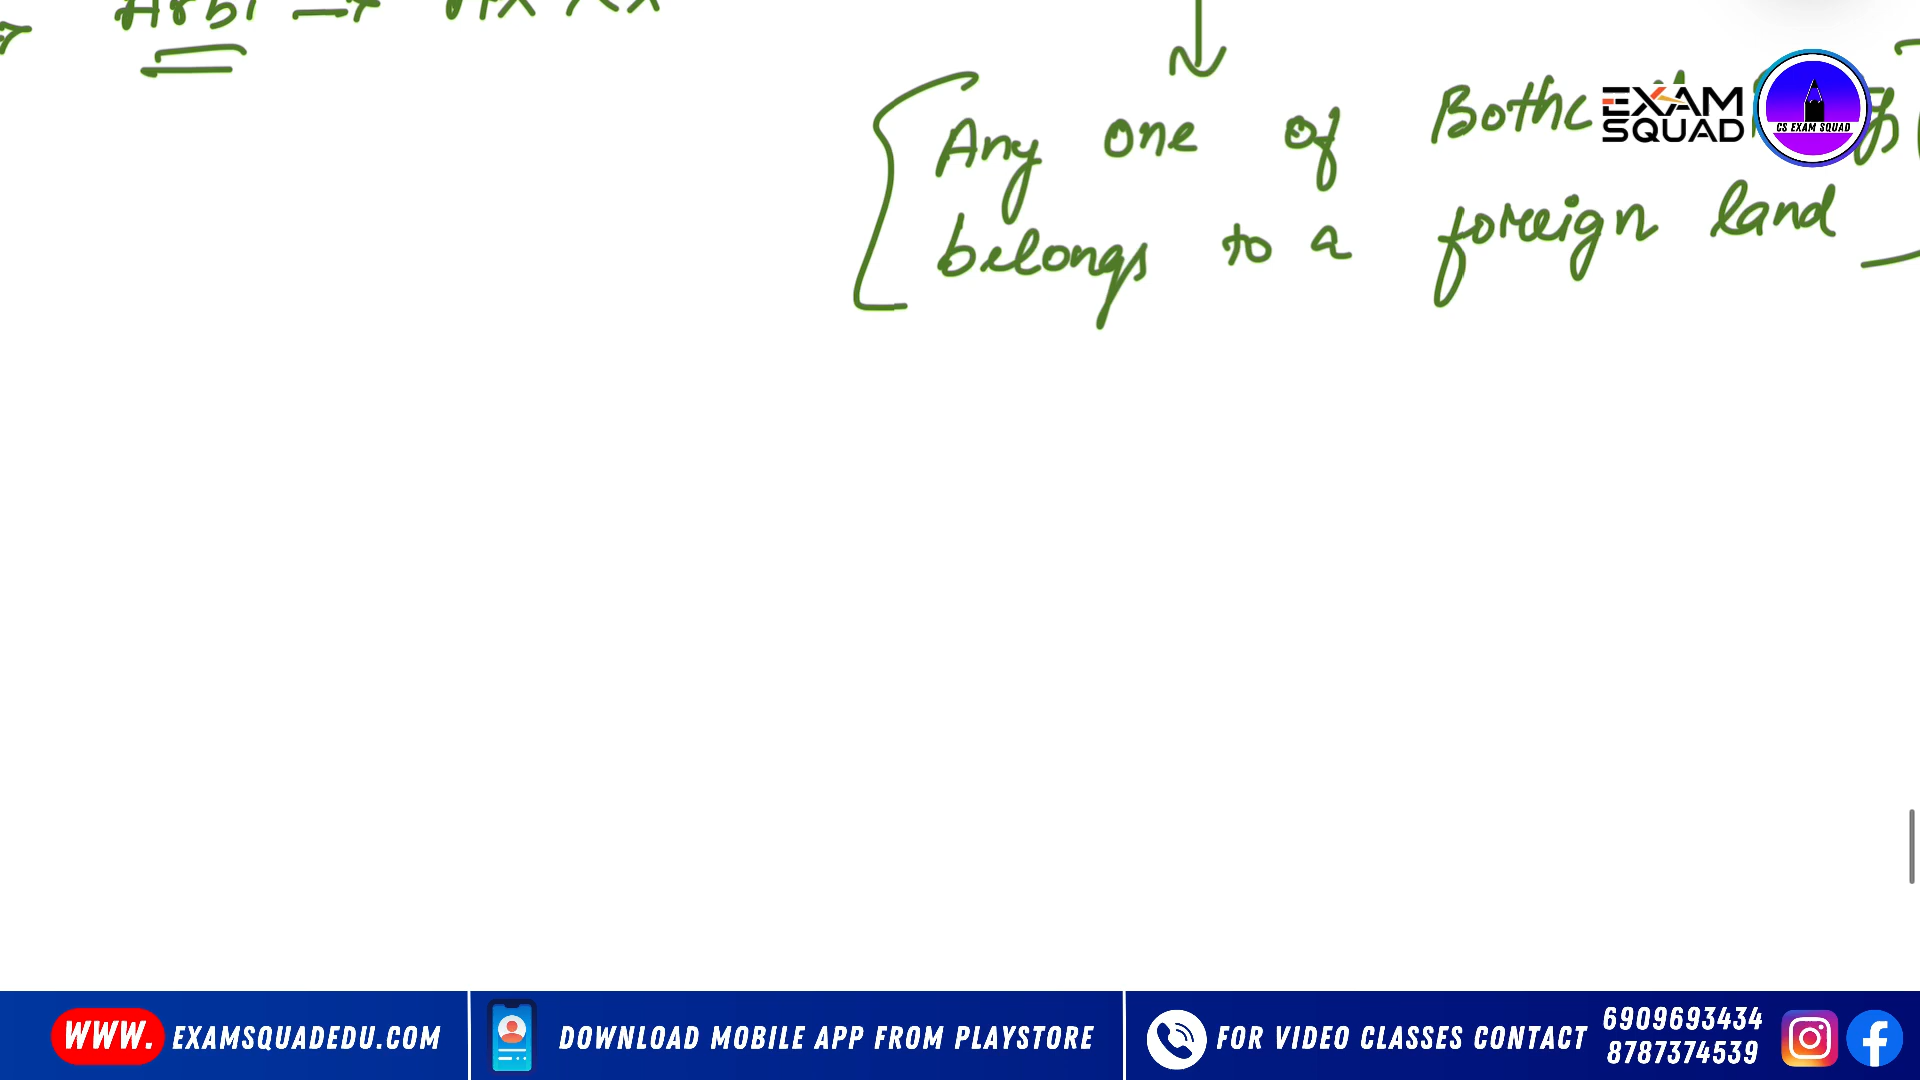 Any one of Both
EXAM
SQUAD
CS EXAM SQUAD
belongs to a foreign land
WWW. EXAMSQUADEDU.COM
DOWNLOAD MOBILE APP FROM PLAYSTORE
FOR VIDEO CLASSES CONTACT
6909693434
8787374539